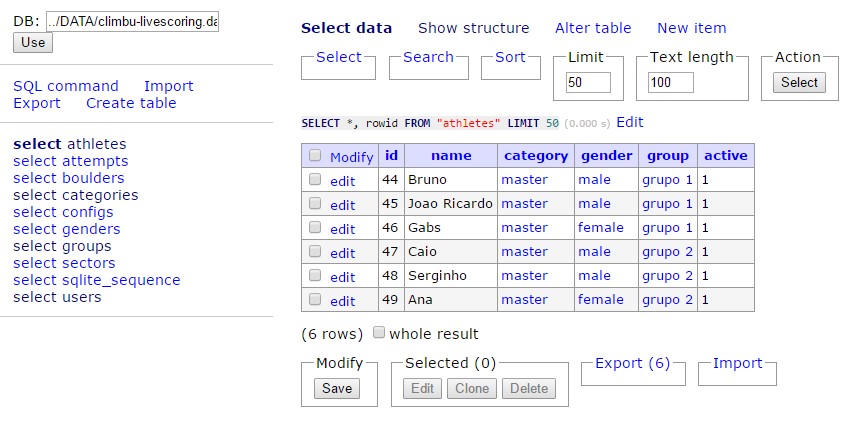 DB: ../DATA/climbu-livescoring.da
Use
SQL command Import
Export Create table
select athletes
select attempts
select boulders
select categories
select configs
select genders
select groups
select sectors
select sqlite_sequence
select users
Select data Show structure Alter table New item
Select Search Sort Limit Text length Action
50 100 Select
SELECT *, rowid FROM "athletes" LIMIT 50 (0.000 s) Edit
Modify id name category gender group active
edit 44 Bruno master male grupo 1 1
edit 45 Joao Ricardo master male grupo 1 1
edit 46 Gabs master female grupo 1 1
edit 47 Caio master male grupo 2 1
edit 48 Serginho master male grupo 2 1
edit 49 Ana master female grupo 2 1
(6 rows) whole result
Modify Selected (0) Export (6) Import
Save Edit Clone Delete